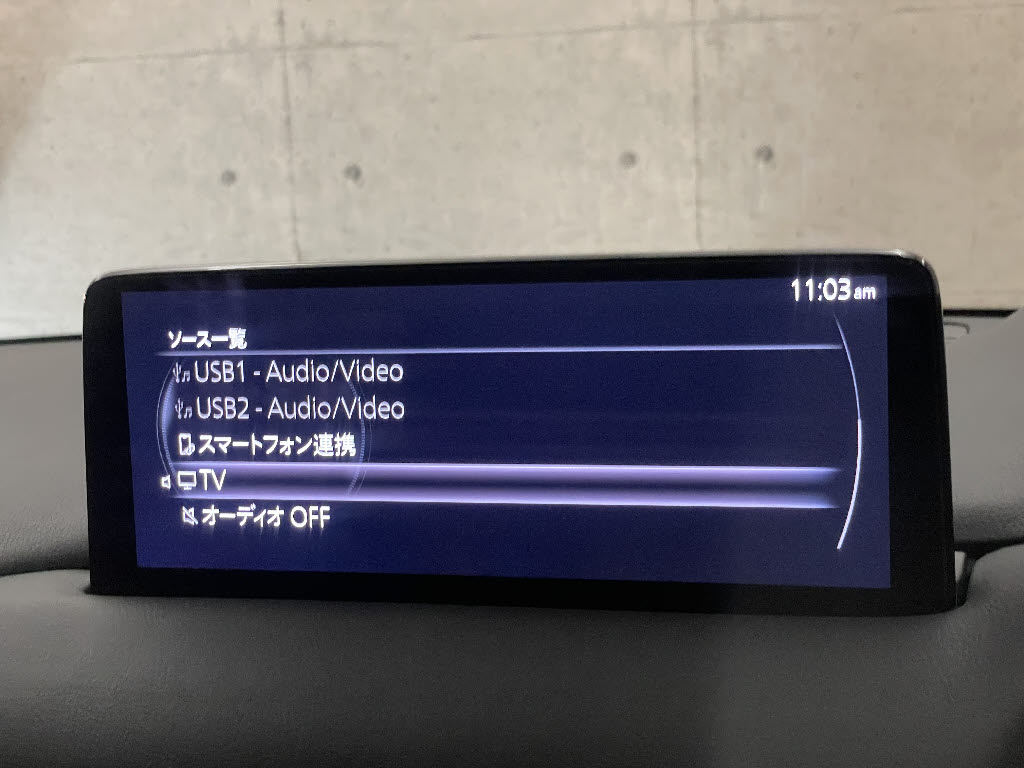 11:03 am
ソース一覧
USB1 - Audio/Video
USB2 - Audio/Video
スマートフォン連携
TV
オーディオ OFF